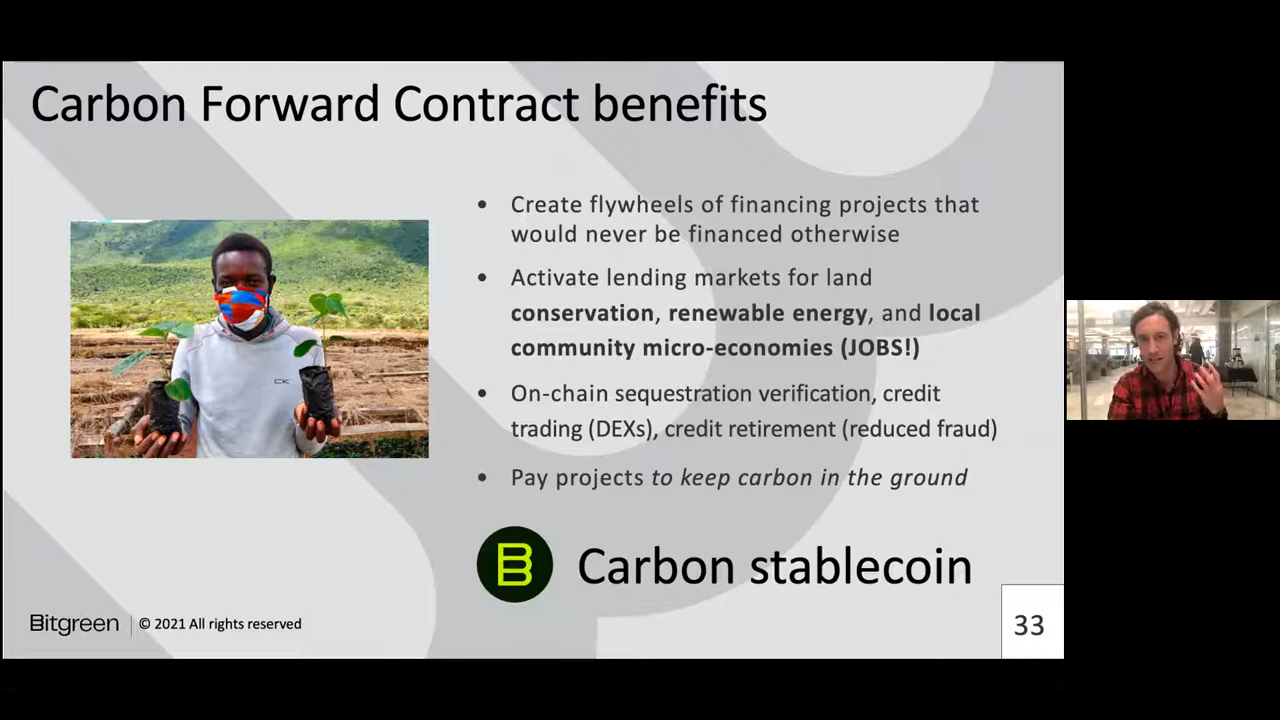 Carbon Forward Contract benefits
• Create flywheels of financing projects that
would never be financed otherwise
• Activate lending markets for land
conservation, renewable energy, and local
community micro-economies (JOBS!)
• On-chain sequestration verification, credit
trading (DEXs), credit retirement (reduced fraud)
• Pay projects to keep carbon in the ground
CK
B Carbon stablecoin
Bitgreen © 2021 All rights reserved
33